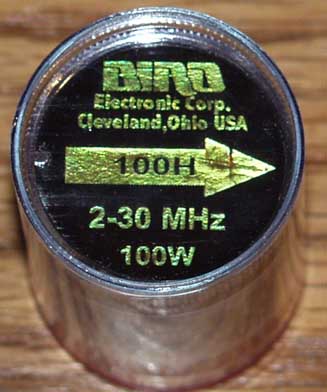 BIRD
Electronic Corp.
Cleveland,Ohio USA
100H
2-30 MHz
100W